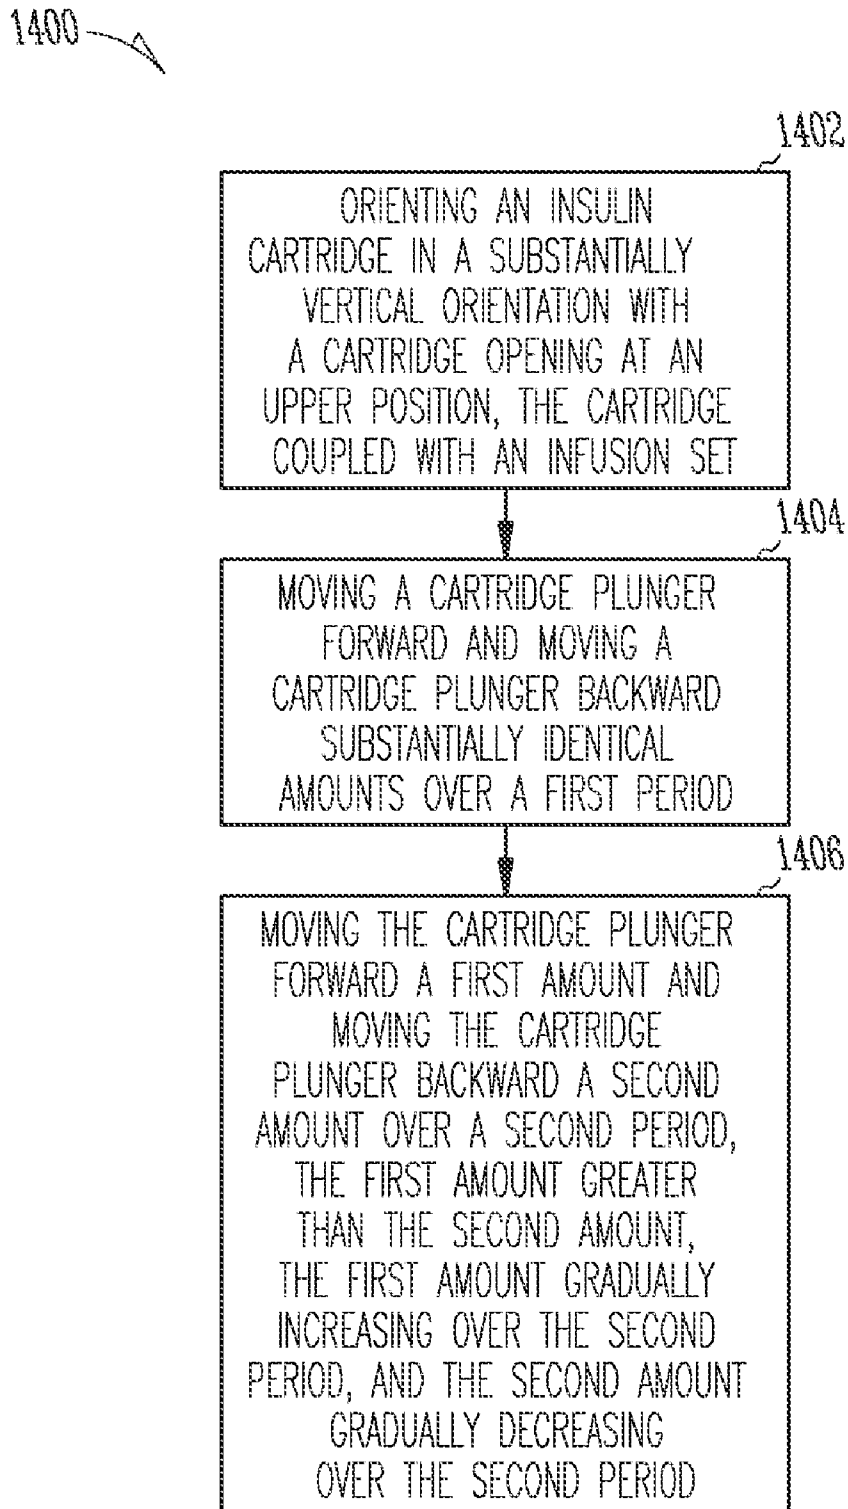 1400
1402
ORIENTING AN INSULIN
CARTRIDGE IN A SUBSTANTIALLY
VERTICAL ORIENTATION WITH
A CARTRIDGE OPENING AT AN
UPPER POSITION, THE CARTRIDGE
COUPLED WITH AN INFUSION SET
1404
MOVING A CARTRIDGE PLUNGER
FORWARD AND MOVING A
CARTRIDGE PLUNGER BACKWARD
SUBSTANTIALLY IDENTICAL
AMOUNTS OVER A FIRST PERIOD
1406
MOVING THE CARTRIDGE PLUNGER
FORWARD A FIRST AMOUNT AND
MOVING THE CARTRIDGE
PLUNGER BACKWARD A SECOND
AMOUNT OVER A SECOND PERIOD,
THE FIRST AMOUNT GREATER
THAN THE SECOND AMOUNT,
THE FIRST AMOUNT GRADUALLY
INCREASING OVER THE SECOND
PERIOD, AND THE SECOND AMOUNT
GRADUALLY DECREASING
OVER THE SECOND PERIOD